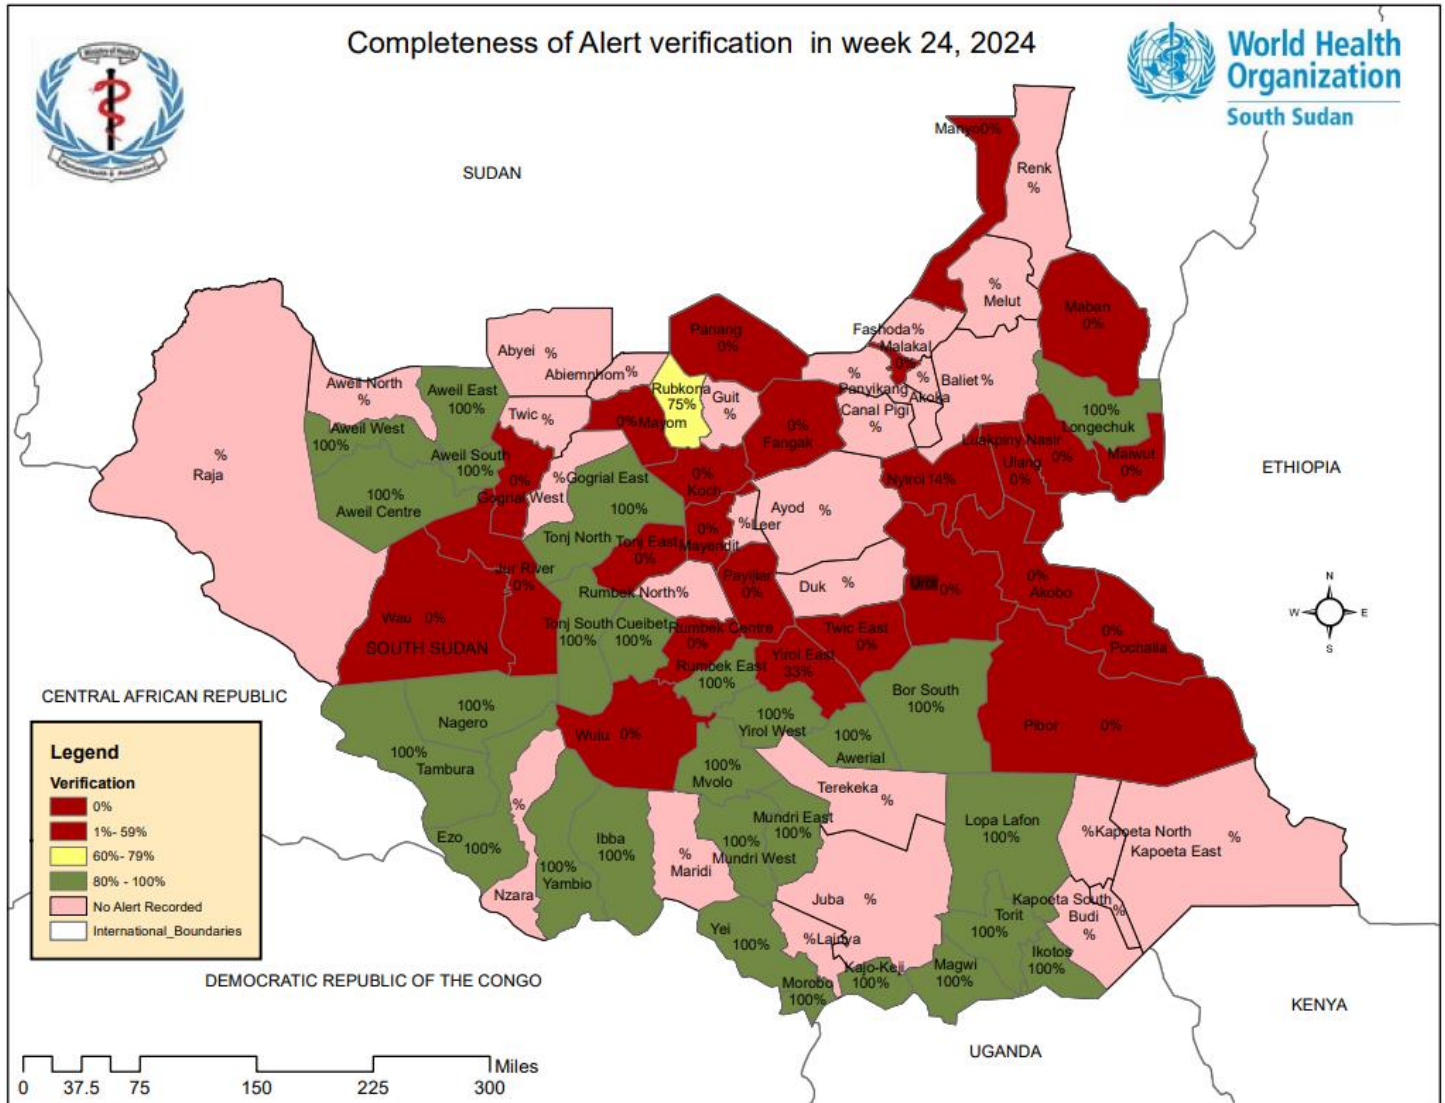 Completeness of Alert verification in week 24, 2024
Ministry of Health
World Health
Organization
South Sudan
SUDAN
Manyo0%
Renk
%
%
Melut
Maban
0%
Panang
0%
Fashoda%
Malakal
0%
Abyei %
Abiemnhom%
Rubkona
75%
Guit
%
%
Panyikang
%
Akoka
Baliet%
Aweil North
%
Aweil East
100%
Twic %
0%Mayom
0%
Fangak
Canal Pigi
%
100%
Longechuk
Aweil West
100%
Aweil South
100%
Luakpiny Nasir
0%
Ulang
0%
Maiwut
0%
ETHIOPIA
%
Raja
0%
Gogrial West
%Gogrial East
0%
Koch
Nyirol 14%
100%
Aweil Centre
100%
Tonj North
Tonj East
0%
0%
Mayendit
%Leer
Ayod %
Jur River
0%
Rumbek North%
Payijiar
0%
Duk %
Uror 0%
0%
Akobo
N
W E
S
Wau 0%
SOUTH SUDAN
Tonj South
100%
Cueibet
100%
Rumbek Centre
0%
Twic East
0%
0%
Pochalla
Rumbek East
100%
Yirol East
33%
CENTRAL AFRICAN REPUBLIC
100%
Nagero
Wulu 0%
100%
Yirol West
Bor South
100%
Pibor 0%
100%
Awerial
100%
Tambura
100%
Mvolo
Terekeka
%
%
Ezo
100%
Ibba
100%
Mundri East
100%
100%
Mundri West
Lopa Lafon
100%
%Kapoeta North
%
Kapoeta East
Nzara
100%
Yambio
%
Maridi
Juba %
Kapoeta South
%
Budi
%
Torit
100%
Yei
100%
%Lainya
Ikotos
100%
Morobo
100%
Kajo-Keji
100%
Magwi
100%
Legend
Verification
0%
1%- 59%
60%- 79%
80% - 100%
No Alert Recorded
International_Boundaries
DEMOCRATIC REPUBLIC OF THE CONGO
KENYA
UGANDA
Miles
0 37.5 75 150 225 300